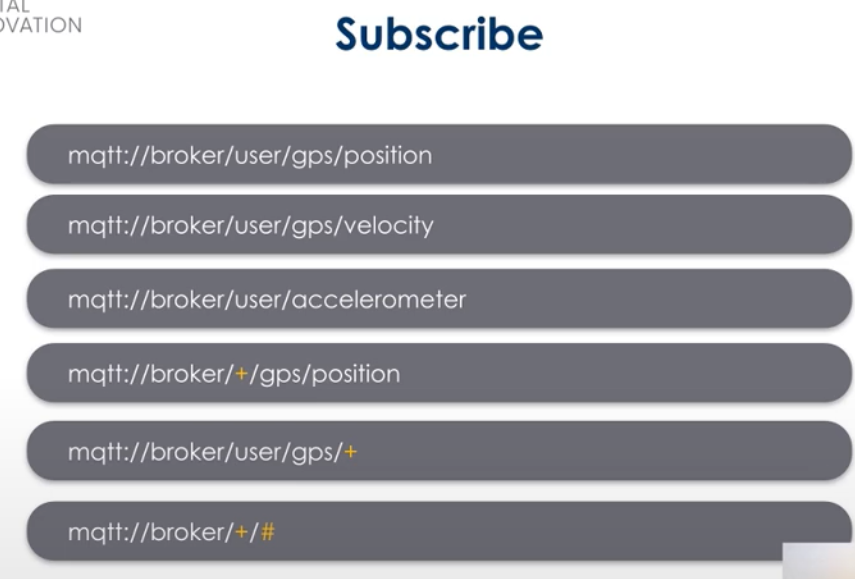 OVATION
Subscribe
mqtt://broker/user/gps/position
mqtt://broker/user/gps/velocity
mqtt://broker/user/accelerometer
mqtt://broker/+/gps/position
mqtt://broker/user/gps/+
mqtt://broker/+/#